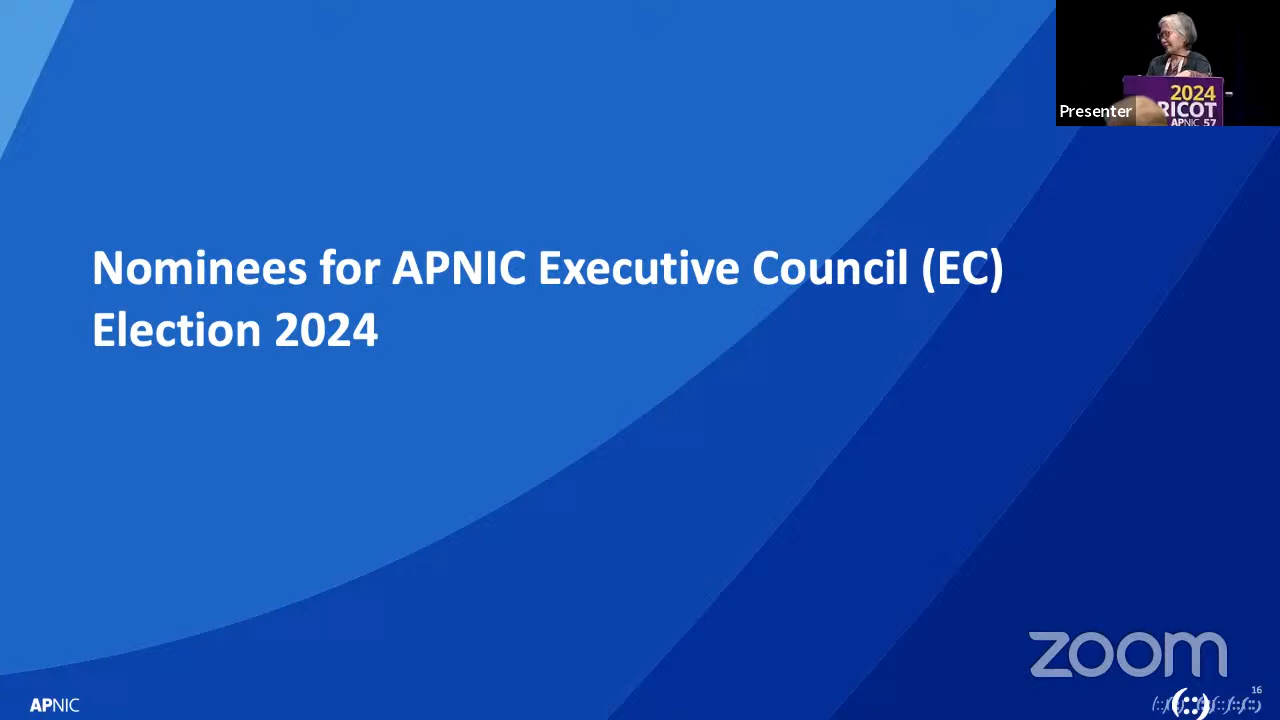 2024
RICOT
APNIC 57
Presenter
Nominees for APNIC Executive Council (EC)
Election 2024
zoom
APNIC
16